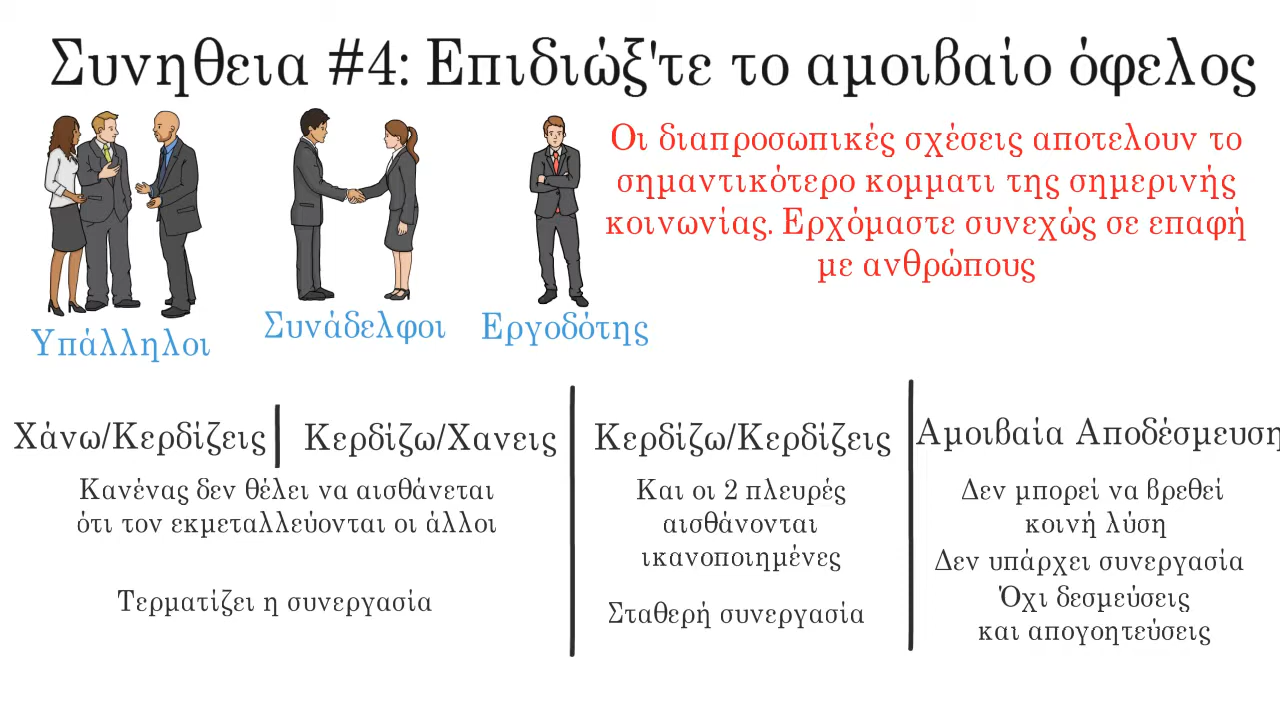 Συνηθεια #4: Επιδιώξ'τε το αμοιβαίο όφελος
Οι διαπροσωπικές σχέσεις αποτελουν το
σημαντικότερο κομματι της σημερινής
κοινωνίας. Ερχόμαστε συνεχώς σε επαφή
με ανθρώπους
Υπάλληλοι
Συνάδελφοι
Εργοδότης
Χάνω/Κερδίζεις
Κερδίζω/Χανεις
Κανένας δεν θέλει να αισθάνεται
ότι τον εκμεταλλεύονται οι άλλοι
Τερματίζει η συνεργασία
Κερδίζω/Κερδίζεις
Και οι 2 πλευρές
αισθάνονται
ικανοποιημένες
Σταθερή συνεργασία
Αμοιβαία Αποδέσμευση
Δεν μπορεί να βρεθεί
κοινή λύση
Δεν υπάρχει συνεργασία
Όχι δεσμεύσεις
και απογοητεύσεις